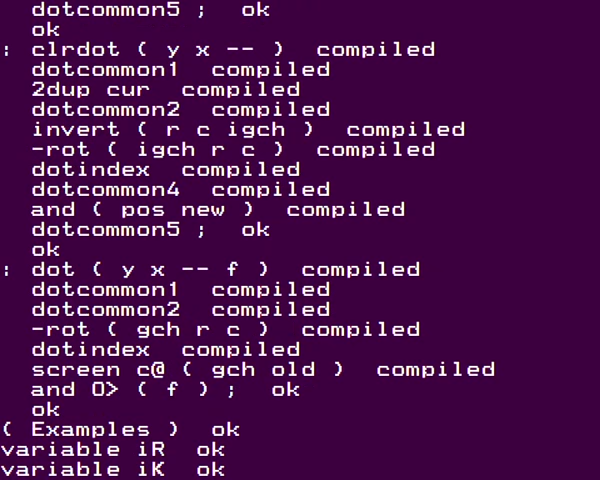 dotcommon5 ;  ok
ok
: clrdot ( y x -- )  compiled
dotcommon1  compiled
2dup cur  compiled
dotcommon2  compiled
invert ( r c igch )  compiled
-rot ( igch r c )  compiled
dotindex  compiled
dotcommon4  compiled
and ( pos new )  compiled
dotcommon5 ;  ok
ok
: dot ( y x -- f )  compiled
dotcommon1  compiled
dotcommon2  compiled
-rot ( gch r c )  compiled
dotindex  compiled
screen c@ ( gch old )  compiled
and 0> ( f ) ;  ok
ok
( Examples )  ok
variable iR  ok
variable iK  ok